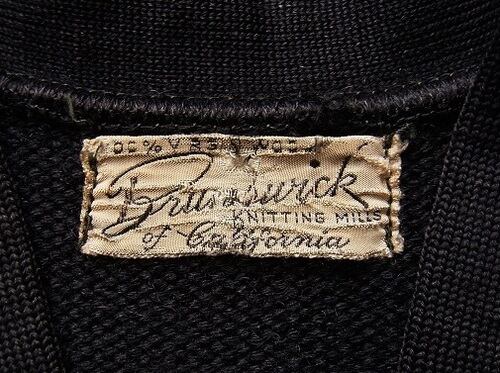 100% VIRGIN WOOL
Brunswick
KNITTING MILLS
of California